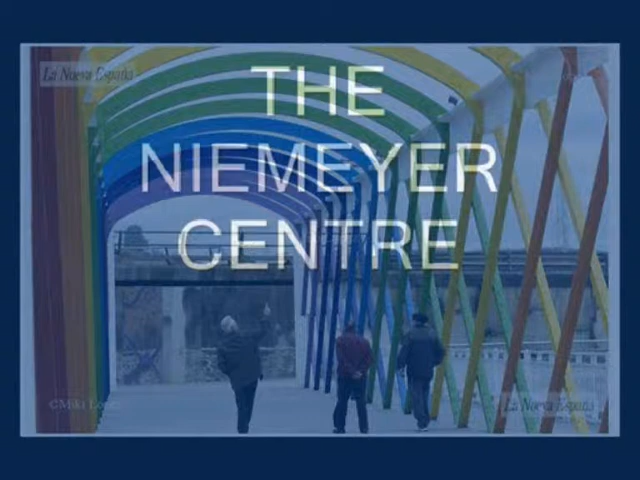 La Nueva España
THE
NIEMEYER
CENTRE
La Nueva España